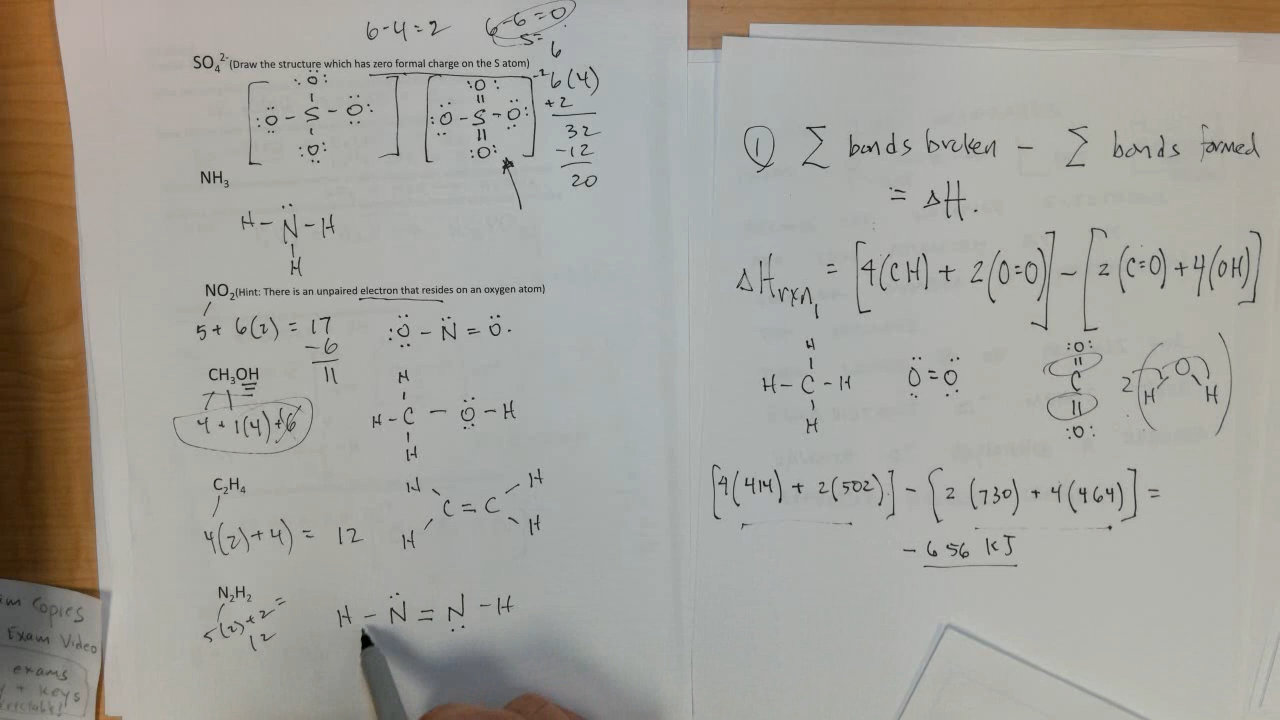 6-4=2
6-6=0
5= 6
SO₄²⁻(Draw the structure which has zero formal charge on the S atom)
:Ö: :O: -2 6(4)
:Ö - S - Ö: :Ö - S - Ö: +2
:Ö: :O: 32
-12
20
NH₃
H - N̈ - H
H
NO₂(Hint: There is an unpaired electron that resides on an oxygen atom)
5 + 6(2) = 17 :Ö - N̈ = Ö.
-6
11
CH₃OH
4 + 1(4) + 6
H
H - C - Ö - H
H
C₂H₄
4(2)+4) = 12
H H
C = C
H H
N₂H₂
5(2)+2 =
12
H - N̈ = N - H
① Σ bonds broken - Σ bonds formed
= ΔH.
ΔHrxn₁ = [4(CH) + 2(O=O)] - [2(C=O) + 4(OH)]
H :O:
H - C - H Ö = Ö C 2(H O H)
H :O:
[4(414) + 2(502)] - [2(730) + 4(464)] =
-656 KJ
Copies
Exam Video
exams
+ Keys